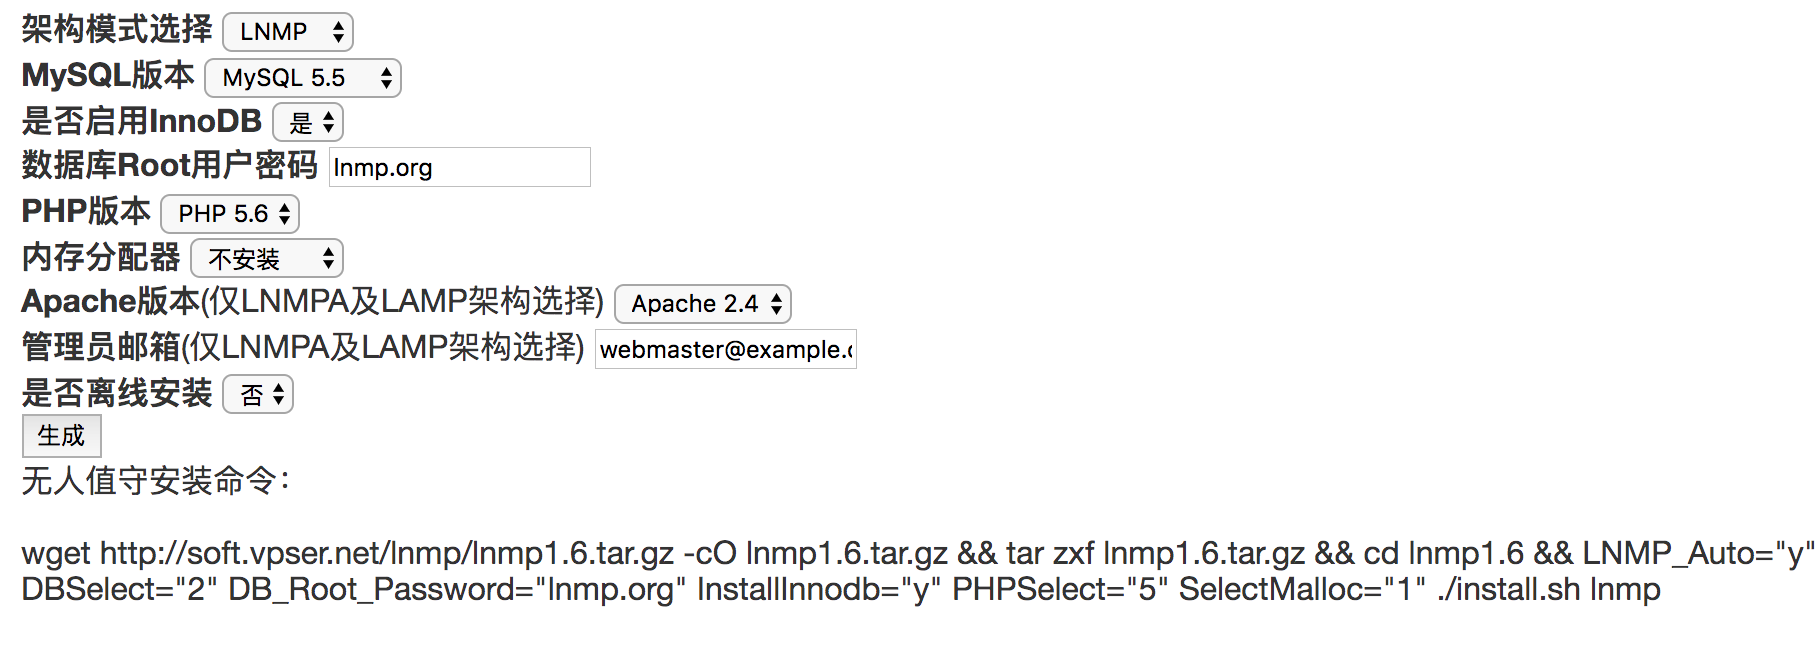 架构模式选择 LNMP
MySQL版本 MySQL 5.5
是否启用InnoDB 是
数据库Root用户密码 lnmp.org
PHP版本 PHP 5.6
内存分配器 不安装
Apache版本(仅LNMPA及LAMP架构选择) Apache 2.4
管理员邮箱(仅LNMPA及LAMP架构选择) webmaster@example.
是否离线安装 否
生成
无人值守安装命令：
wget http://soft.vpser.net/lnmp/lnmp1.6.tar.gz -cO lnmp1.6.tar.gz && tar zxf lnmp1.6.tar.gz && cd lnmp1.6 && LNMP_Auto="y"
DBSelect="2" DB_Root_Password="lnmp.org" InstallInnodb="y" PHPSelect="5" SelectMalloc="1" ./install.sh lnmp